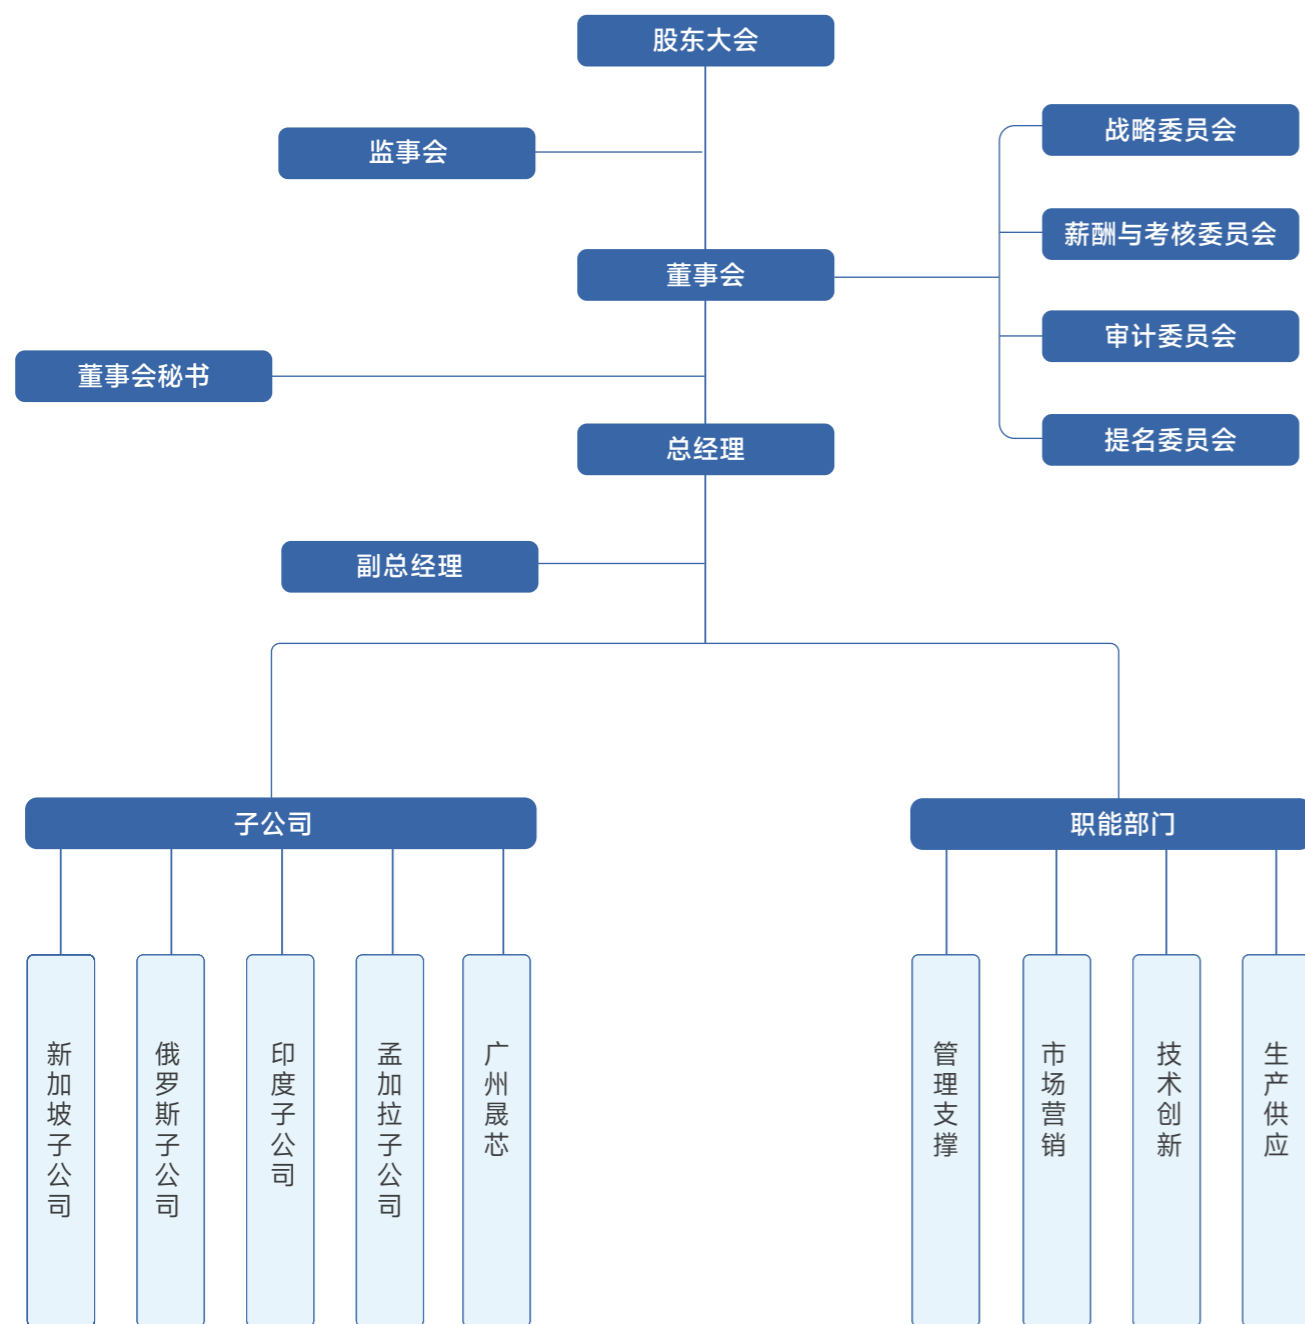 股东大会
战略委员会
监事会
薪酬与考核委员会
董事会
审计委员会
董事会秘书
提名委员会
总经理
副总经理
子公司
职能部门
新加坡子公司
俄罗斯子公司
印度子公司
孟加拉子公司
广州晟芯
管理支撑
市场营销
技术创新
生产供应